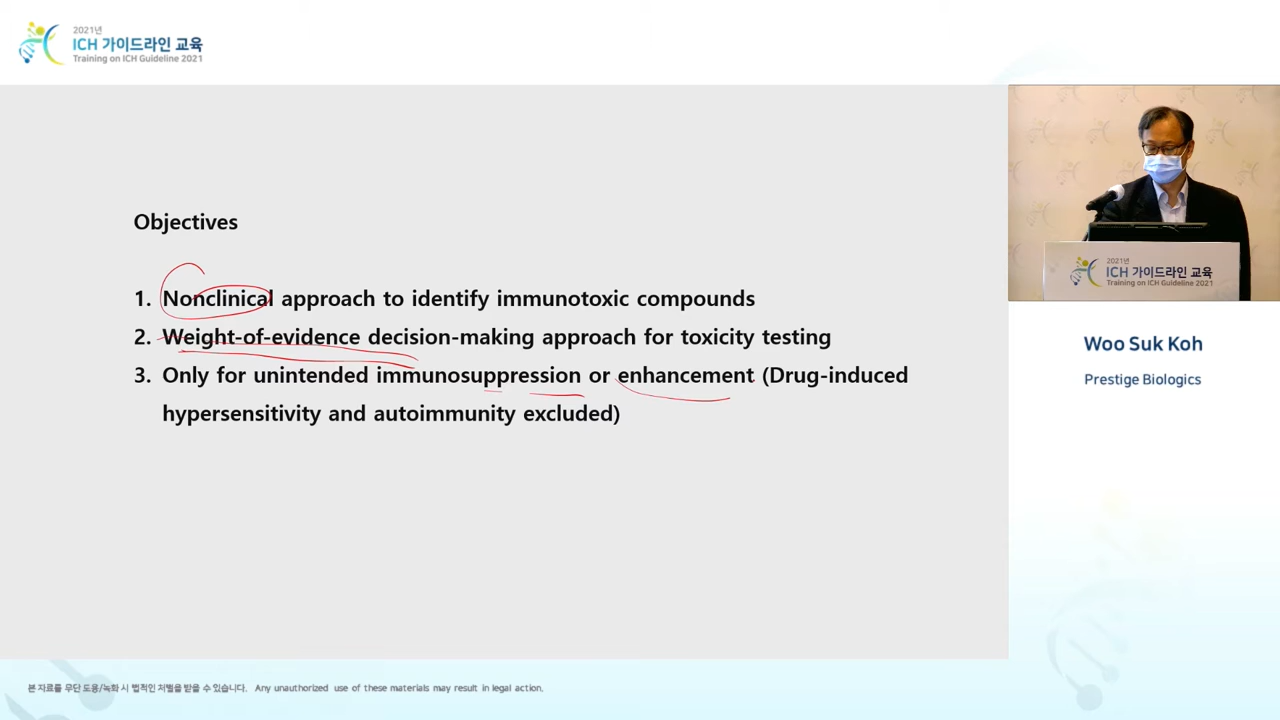 2021년
ICH 가이드라인 교육
Training on ICH Guideline 2021
Objectives
1. Nonclinical approach to identify immunotoxic compounds
2. Weight-of-evidence decision-making approach for toxicity testing
3. Only for unintended immunosuppression or enhancement (Drug-induced
hypersensitivity and autoimmunity excluded)
2021년
ICH 가이드라인 교육
Training on ICH Guideline 2021
Woo Suk Koh
Prestige Biologics
본 자료를 무단 도용/녹화 시 법적인 처벌을 받을 수 있습니다. Any unauthorized use of these materials may result in legal action.